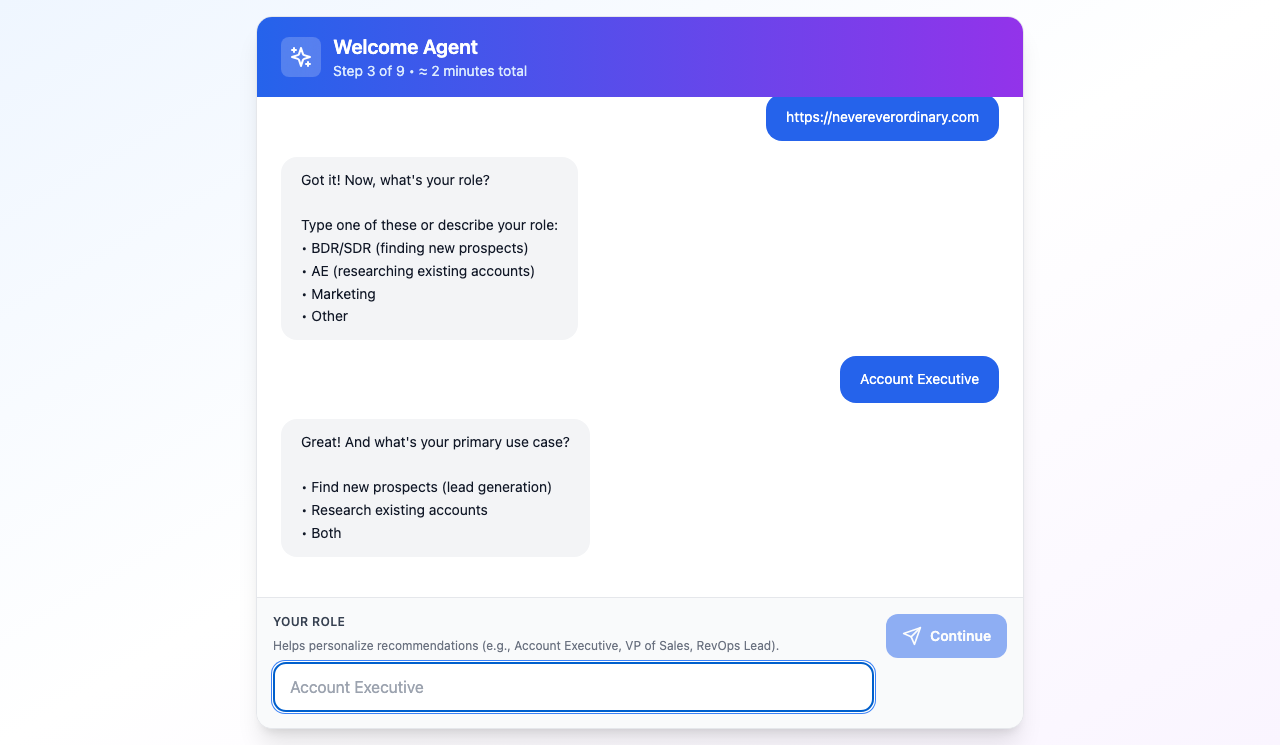 Welcome Agent
Step 3 of 9 • ≈ 2 minutes total
https://nevereverordinary.com
Got it! Now, what's your role?
Type one of these or describe your role:
• BDR/SDR (finding new prospects)
• AE (researching existing accounts)
• Marketing
• Other
Account Executive
Great! And what's your primary use case?
• Find new prospects (lead generation)
• Research existing accounts
• Both
YOUR ROLE
Helps personalize recommendations (e.g., Account Executive, VP of Sales, RevOps Lead).
Account Executive
Continue